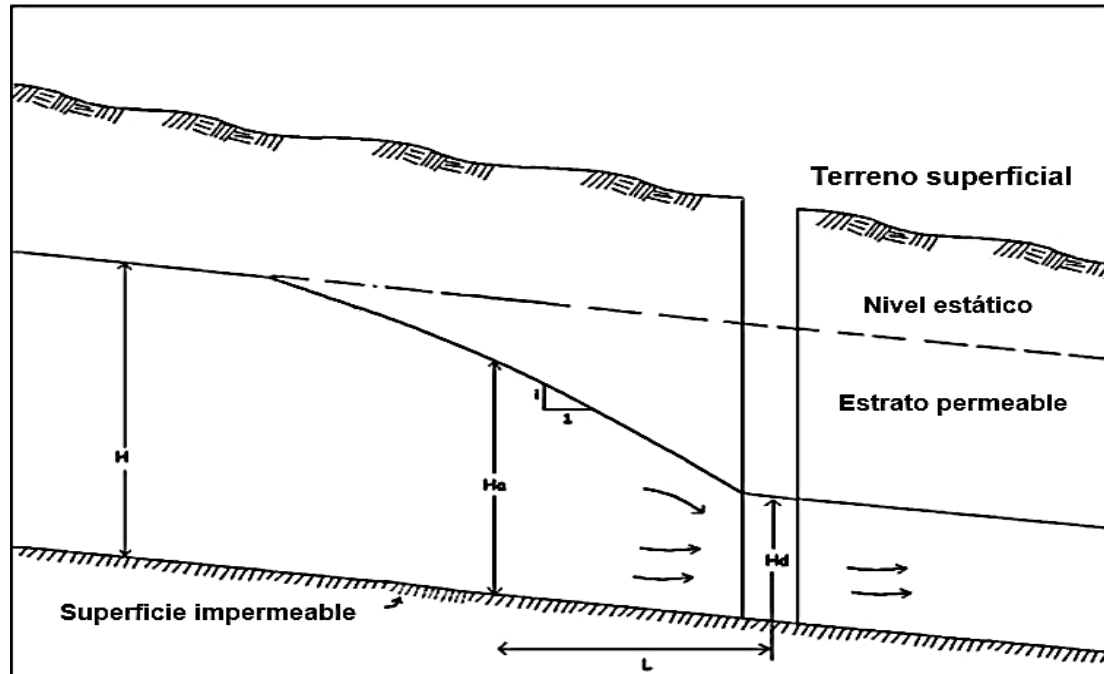 Terreno superficial
Nivel estático
Estrato permeable
i
1
H
Ha
Hd
Superficie impermeable
L